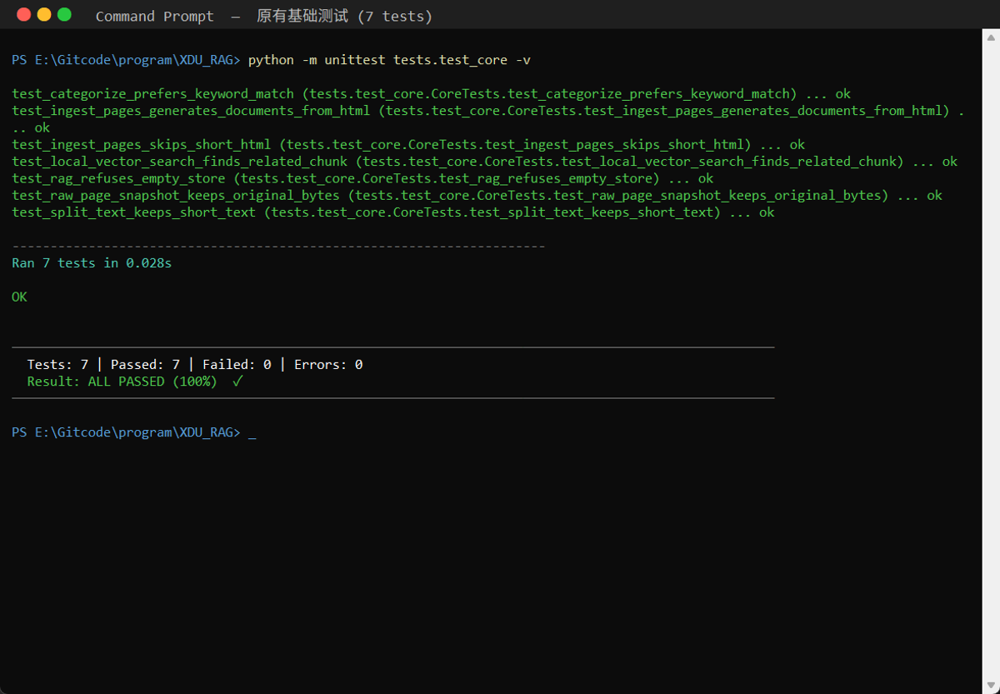 Command Prompt — 原有基础测试 (7 tests)
PS E:\Gitcode\program\XDU_RAG> python -m unittest tests.test_core -v
test_categorize_prefers_keyword_match (tests.test_core.CoreTests.test_categorize_prefers_keyword_match) ... ok
test_ingest_pages_generates_documents_from_html (tests.test_core.CoreTests.test_ingest_pages_generates_documents_from_html) .
.. ok
test_ingest_pages_skips_short_html (tests.test_core.CoreTests.test_ingest_pages_skips_short_html) ... ok
test_local_vector_search_finds_related_chunk (tests.test_core.CoreTests.test_local_vector_search_finds_related_chunk) ... ok
test_rag_refuses_empty_store (tests.test_core.CoreTests.test_rag_refuses_empty_store) ... ok
test_raw_page_snapshot_keeps_original_bytes (tests.test_core.CoreTests.test_raw_page_snapshot_keeps_original_bytes) ... ok
test_split_text_keeps_short_text (tests.test_core.CoreTests.test_split_text_keeps_short_text) ... ok
----------------------------------------------------------------------
Ran 7 tests in 0.028s
OK
Tests: 7 | Passed: 7 | Failed: 0 | Errors: 0
Result: ALL PASSED (100%) ✓
PS E:\Gitcode\program\XDU_RAG> _